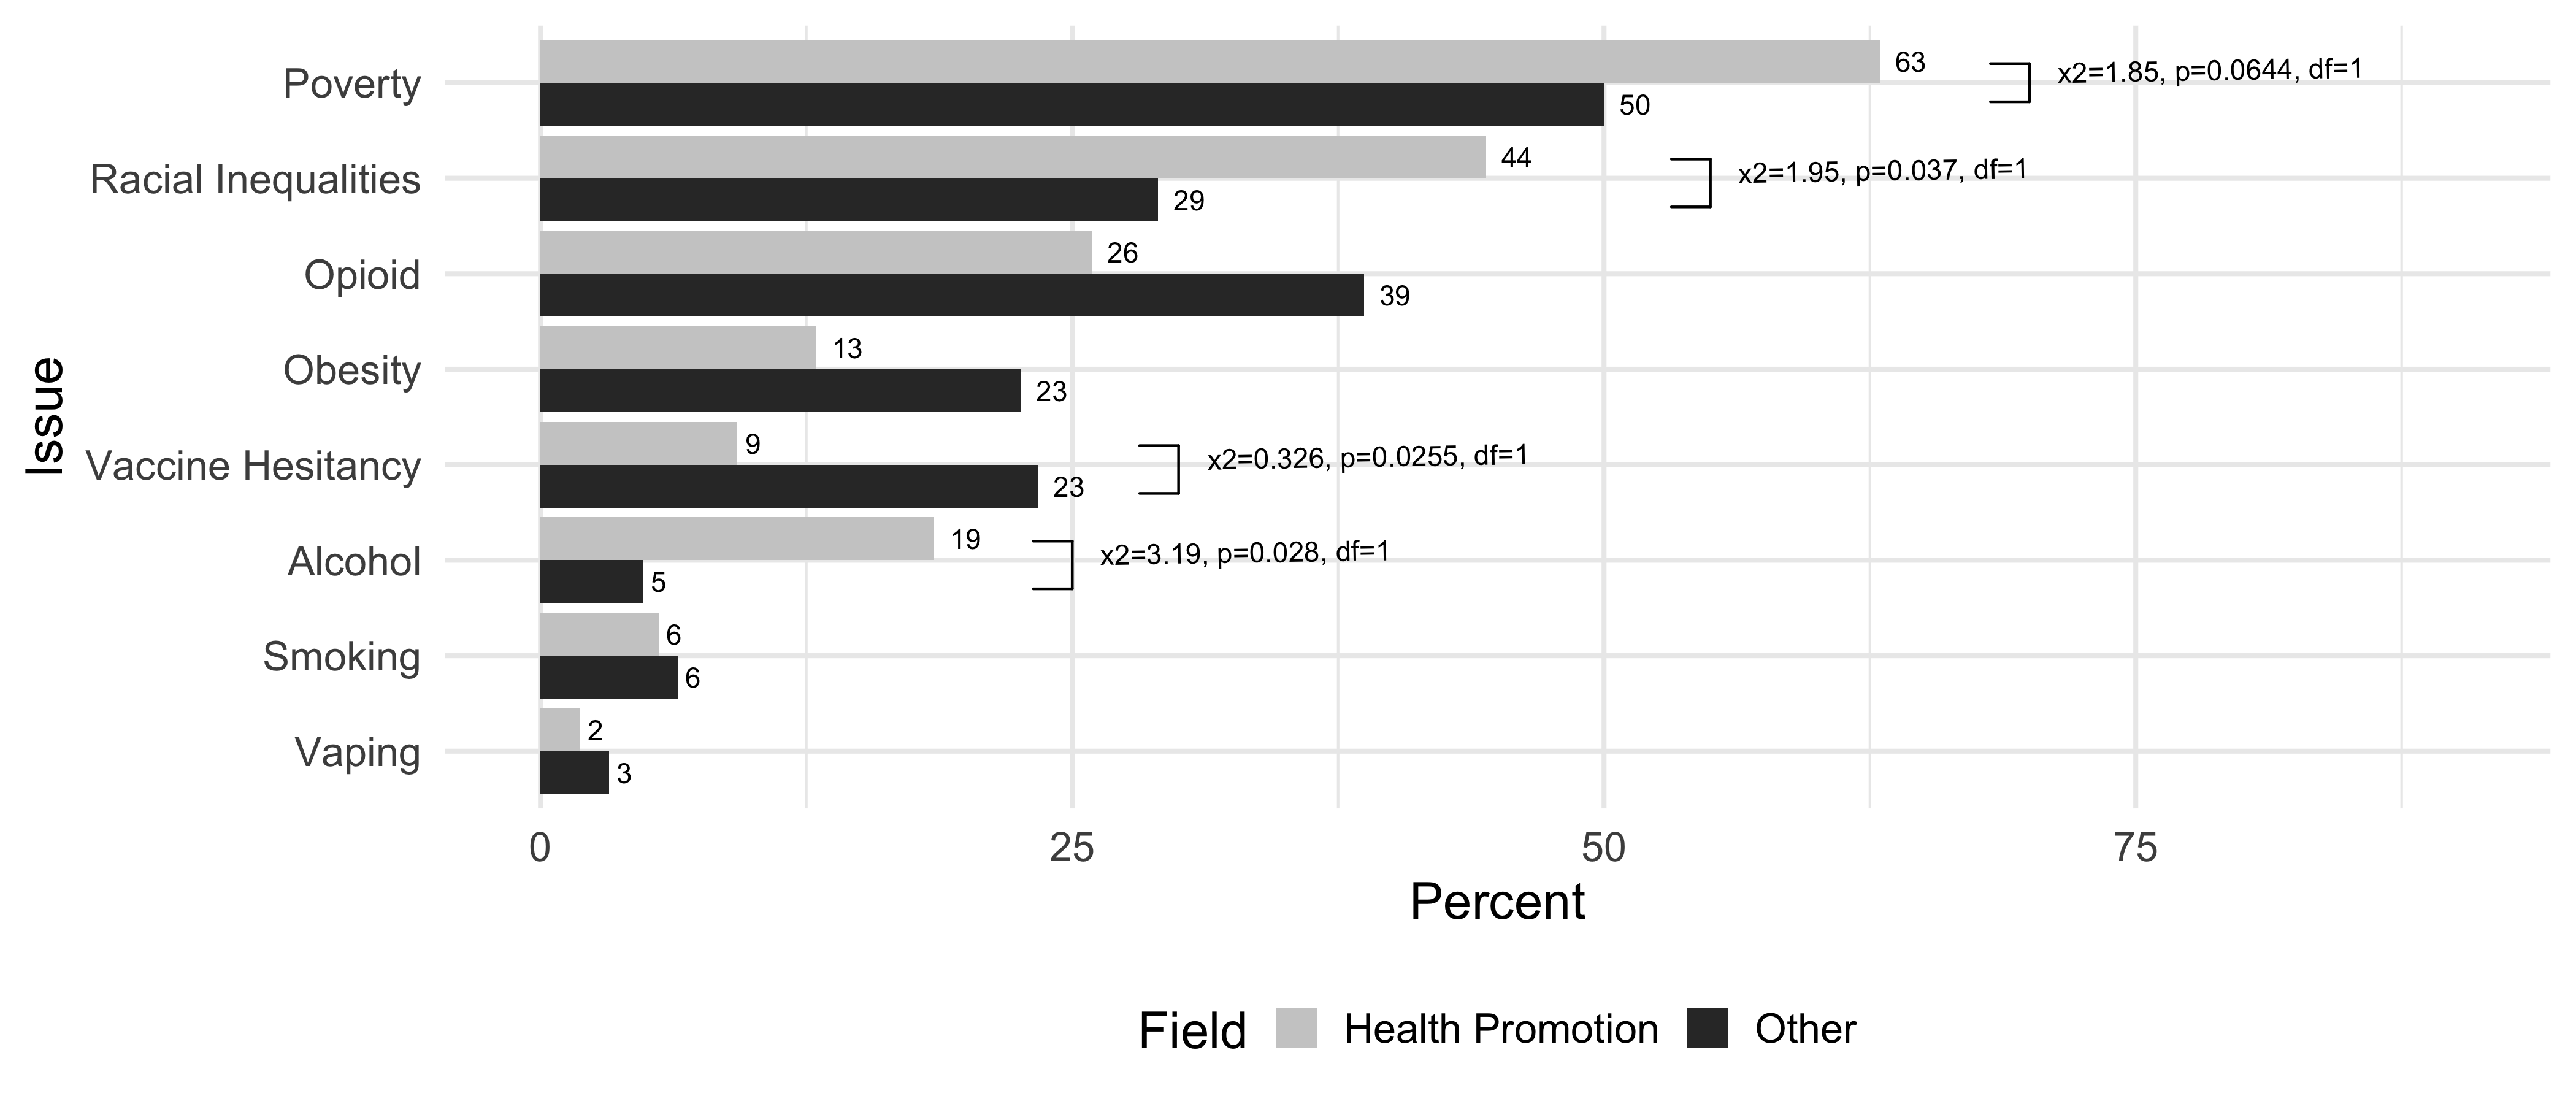 Issue
Poverty
63
50
x2=1.85, p=0.0644, df=1
Racial Inequalities
44
29
x2=1.95, p=0.037, df=1
Opioid
26
39
Obesity
13
23
Vaccine Hesitancy
9
23
x2=0.326, p=0.0255, df=1
Alcohol
19
5
x2=3.19, p=0.028, df=1
Smoking
6
6
Vaping
2
3
0 25 50 75
Percent
Field Health Promotion Other